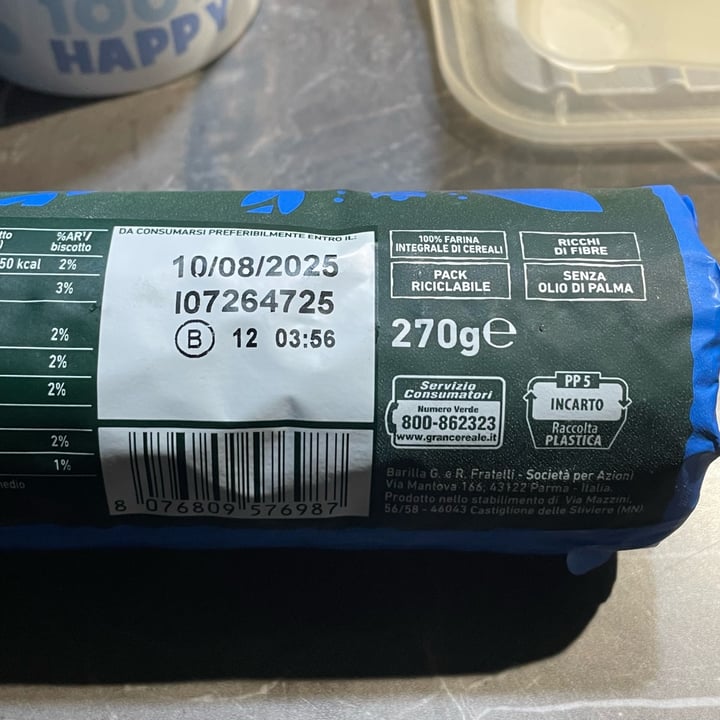 100%
HAPPY
%AR*/
biscotto
50 kcal 2%
3%
2%
2%
2%
2%
1%
DA CONSUMARSI PREFERIBILMENTE ENTRO IL:
10/08/2025
I07264725
B 12 03:56
8 076809 576987
100% FARINA
INTEGRALE DI CEREALI
RICCHI
DI FIBRE
PACK
RICICLABILE
SENZA
OLIO DI PALMA
270g℮
Servizio
Consumatori
Numero Verde
800-862323
www.grancereale.it
PP 5
INCARTO
Raccolta
PLASTICA
Barilla G. e R. Fratelli - Società per Azioni
Via Mantova 166, 43122 Parma - Italia.
Prodotto nello stabilimento di Via Mazzini,
56/58 - 46043 Castiglione delle Stiviere (MN)